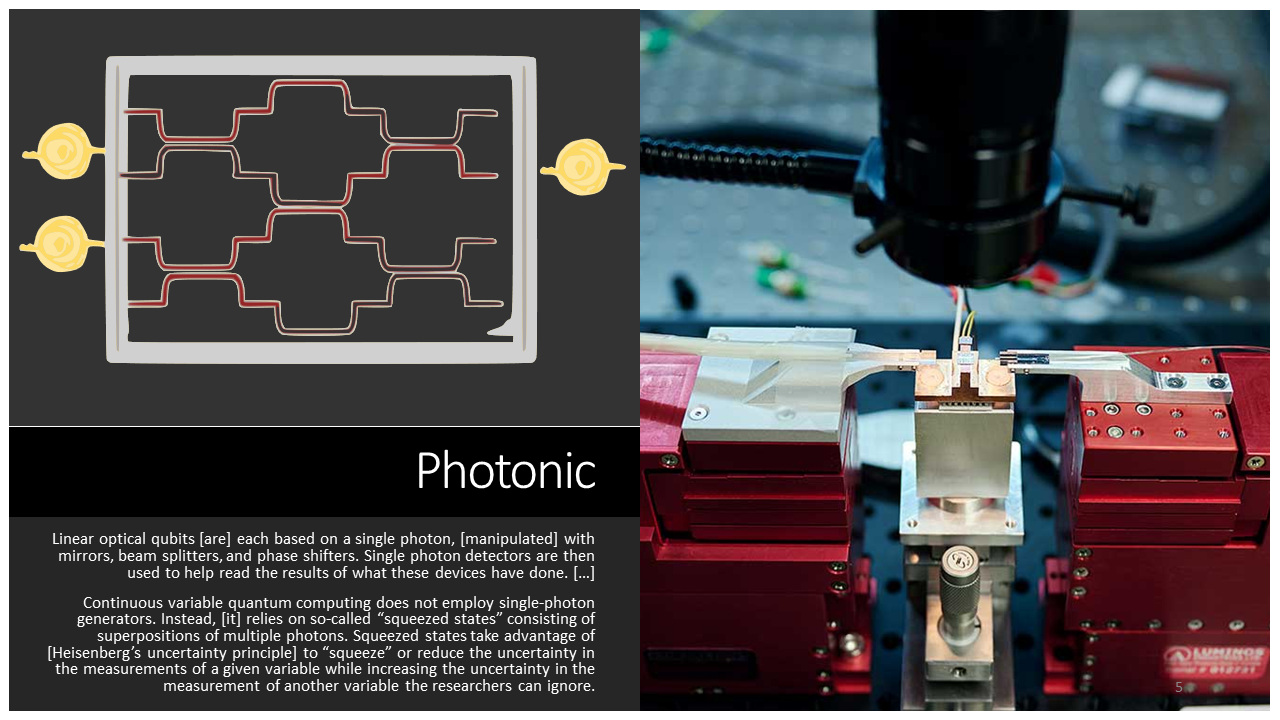 Photonic
Linear optical qubits [are] each based on a single photon, [manipulated] with
mirrors, beam splitters, and phase shifters. Single photon detectors are then
used to help read the results of what these devices have done. […]
Continuous variable quantum computing does not employ single-photon
generators. Instead, [it] relies on so-called “squeezed states” consisting of
superpositions of multiple photons. Squeezed states take advantage of
[Heisenberg’s uncertainty principle] to “squeeze” or reduce the uncertainty in
the measurements of a given variable while increasing the uncertainty in the
measurement of another variable the researchers can ignore.
LUMINOS
5